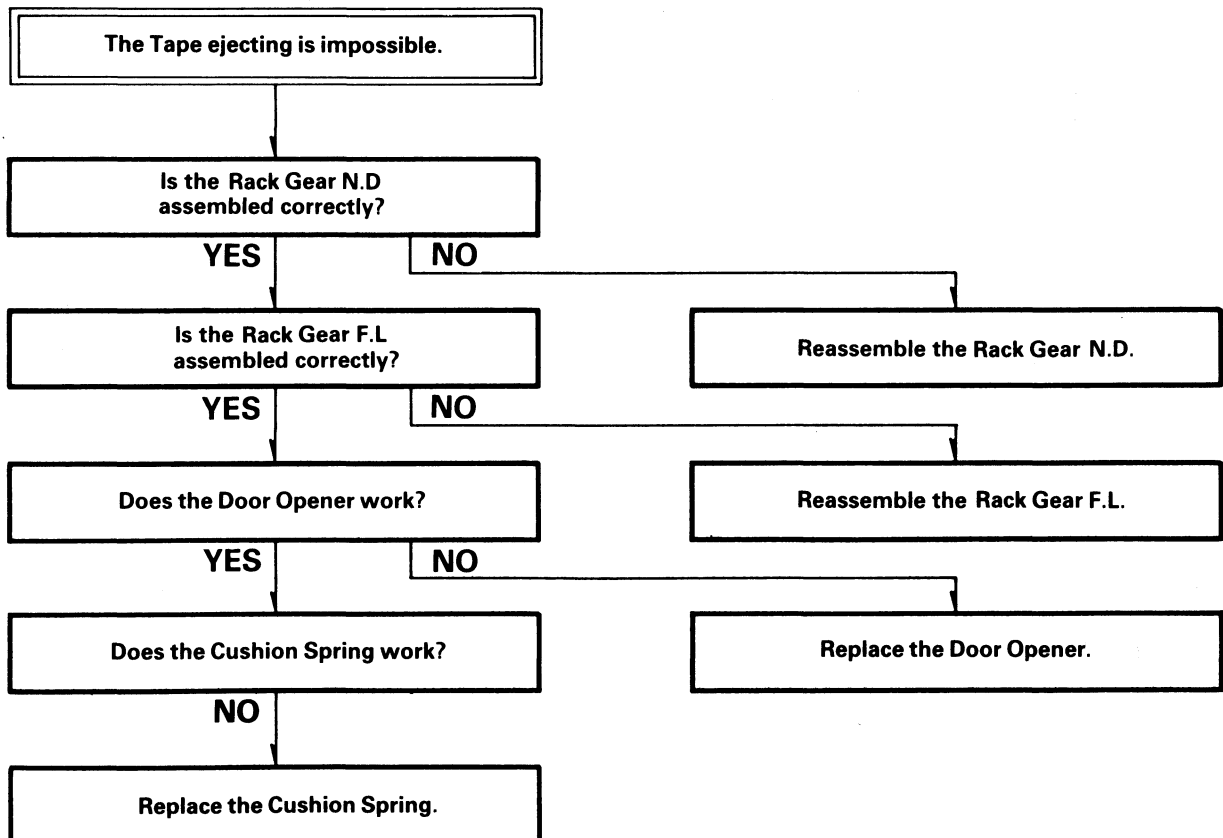 The Tape ejecting is impossible.
Is the Rack Gear N.D
assembled correctly?
YES
NO
Is the Rack Gear F.L
assembled correctly?
Reassemble the Rack Gear N.D.
YES
NO
Does the Door Opener work?
Reassemble the Rack Gear F.L.
YES
NO
Does the Cushion Spring work?
Replace the Door Opener.
NO
Replace the Cushion Spring.